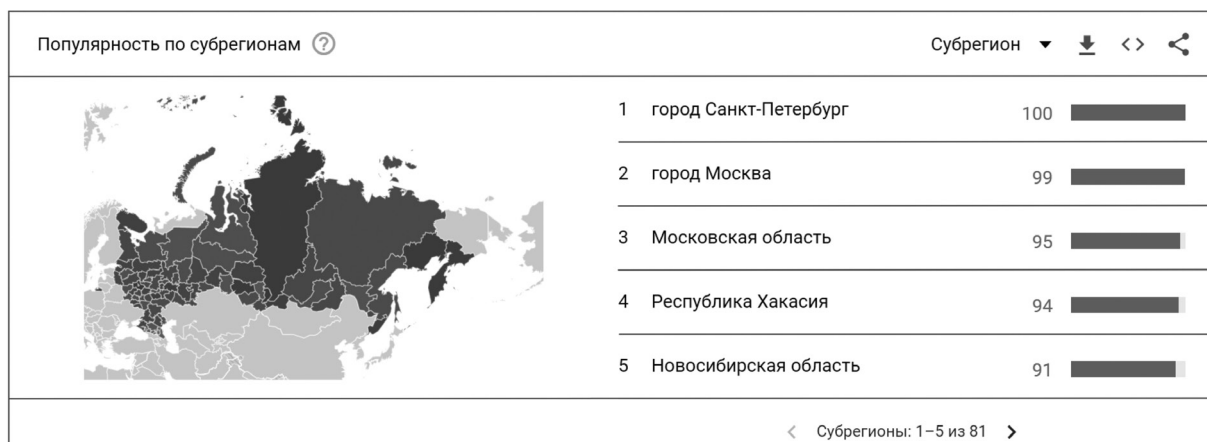 Популярность по субрегионам ?
Субрегион
1 город Санкт-Петербург 100
2 город Москва 99
3 Московская область 95
4 Республика Хакасия 94
5 Новосибирская область 91
Субрегионы: 1–5 из 81